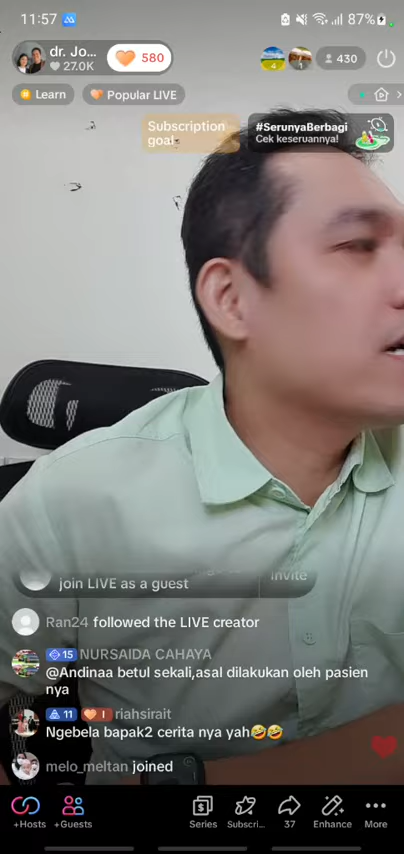 11:57
87%
dr. Jo...
27.0K
580
4
1
430
Learn
Popular LIVE
Subscription
goal
#SerunyaBerbagi
Cek keseruannya!
join LIVE as a guest
Invite
Ran24 followed the LIVE creator
15 NURSAIDA CAHAYA
@Andinaa betul sekali,asal dilakukan oleh pasien
nya
11 I riahsirait
Ngebela bapak2 cerita nya yah🤣🤣
melo_meltan joined
+Hosts
+Guests
Series
Subscri...
37
Enhance
More